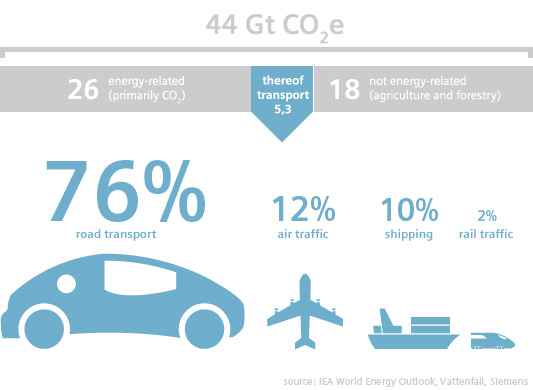 44 Gt CO2e
26 energy-related
(primarily CO2)
thereof
transport
5,3
18 not energy-related
(agriculture and forestry)
76%
road transport
12%
air traffic
10%
shipping
2%
rail traffic
source: IEA World Energy Outlook, Vattenfall, Siemens